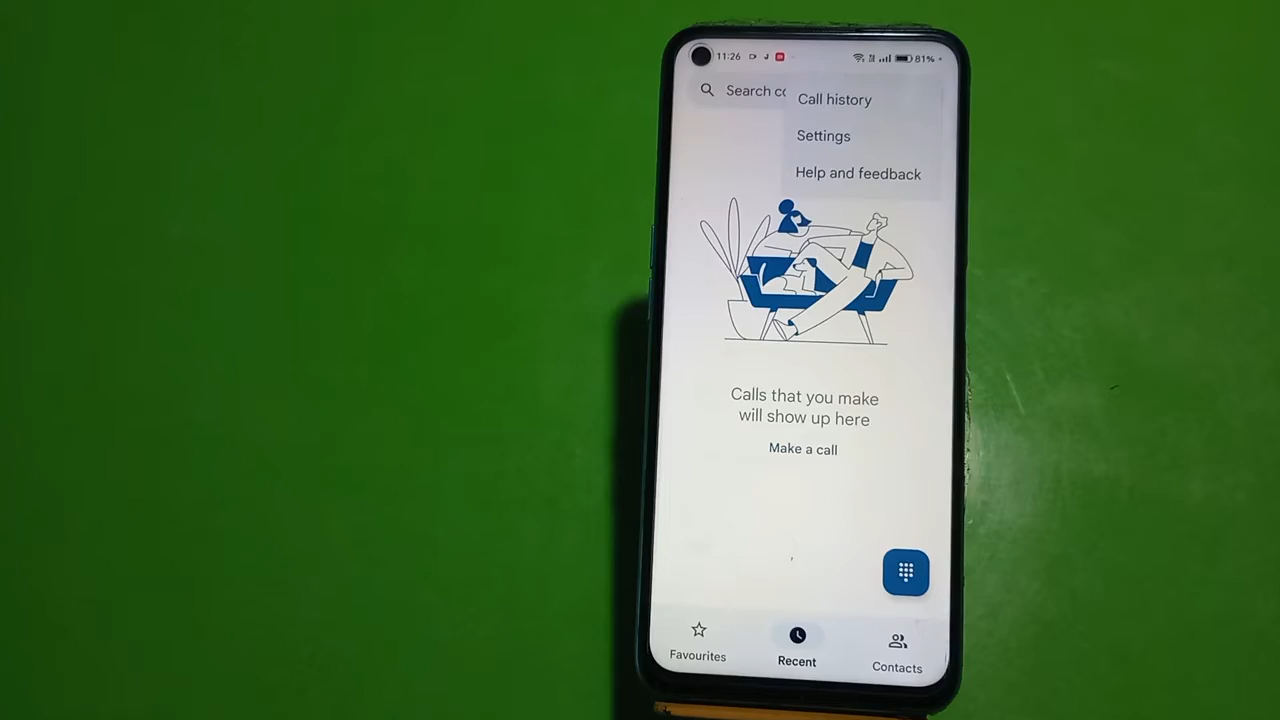 11:26
81%
Search
Call history
Settings
Help and feedback
Calls that you make
will show up here
Make a call
Favourites
Recent
Contacts